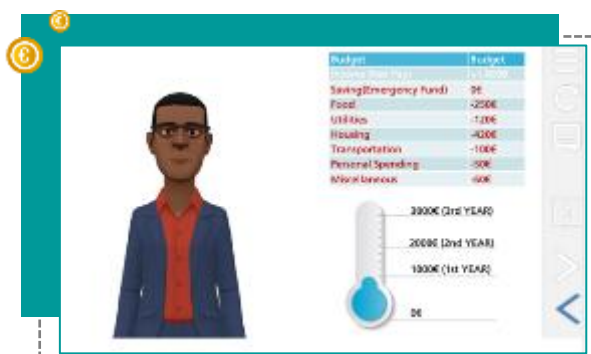 Budget Budget
Saving(Emergency Fund) 0€
Food -250€
Utilities -120€
Housing -420€
Transportation -100€
Personal Spending -50€
Miscellaneous -60€
3000€ (3rd YEAR)
2000€ (2nd YEAR)
1000€ (1st YEAR)
0€